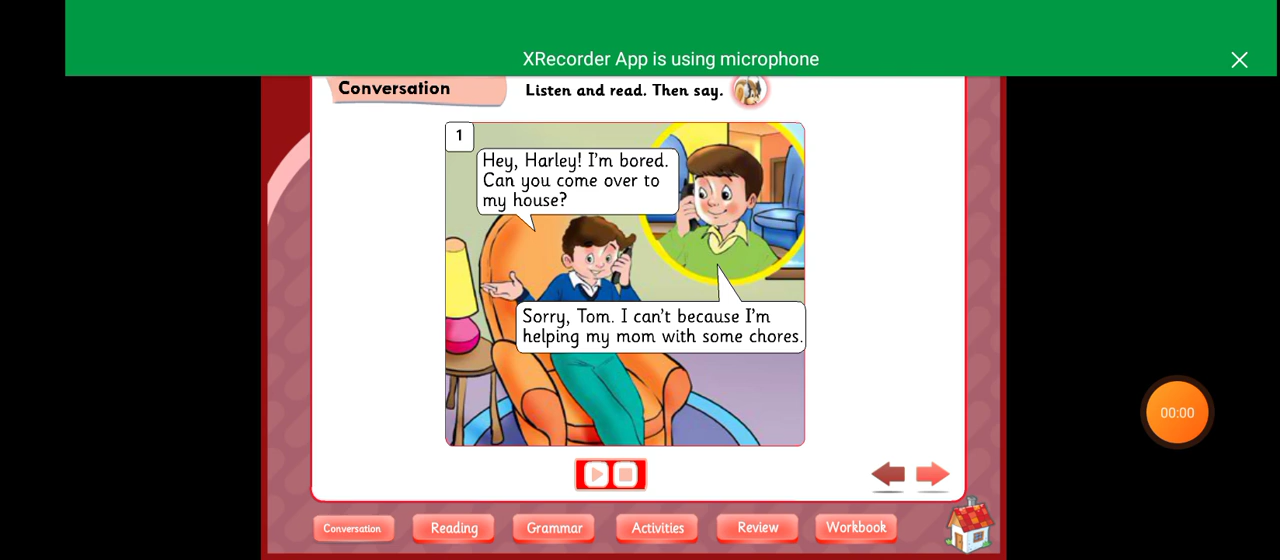 XRecorder App is using microphone
Conversation
Listen and read. Then say.
1
Hey, Harley! I'm bored.
Can you come over to
my house?
Sorry, Tom. I can't because I'm
helping my mom with some chores.
00:00
Conversation
Reading
Grammar
Activities
Review
Workbook